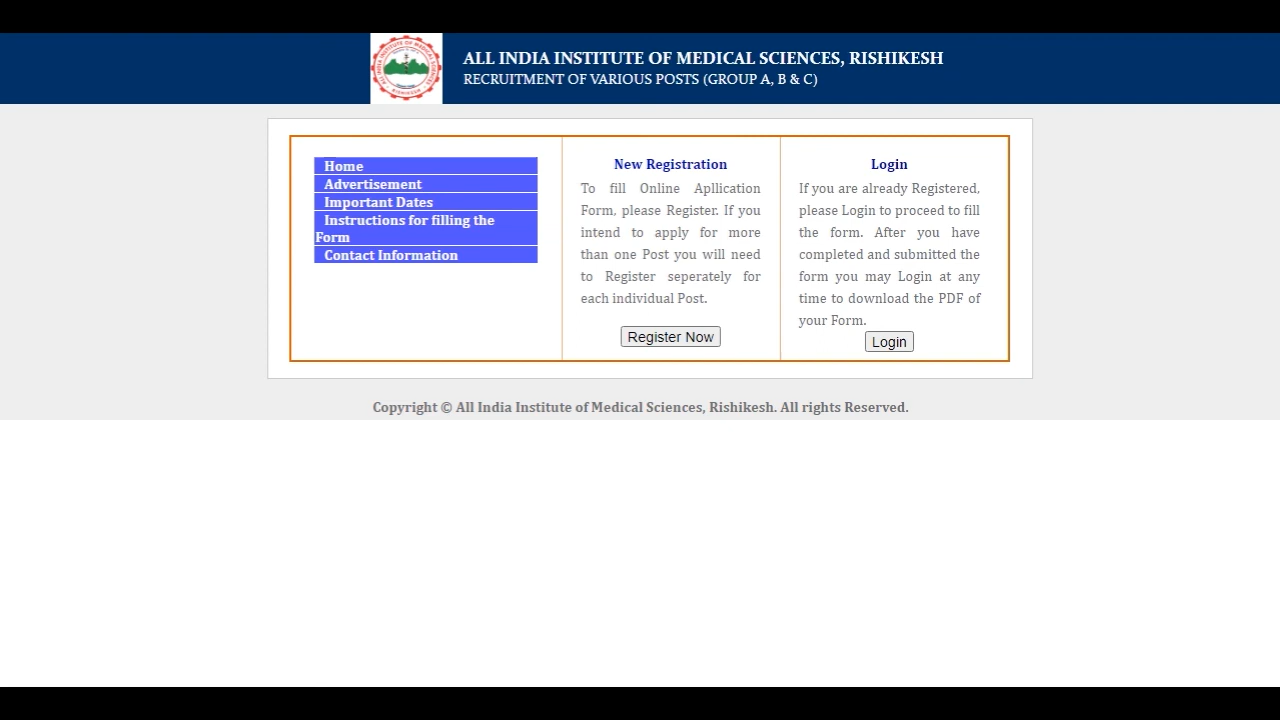 ALL INDIA INSTITUTE OF MEDICAL SCIENCES, RISHIKESH
RECRUITMENT OF VARIOUS POSTS (GROUP A, B & C)
Home
Advertisement
Important Dates
Instructions for filling the
Form
Contact Information
New Registration
To fill Online Apllication
Form, please Register. If you
intend to apply for more
than one Post you will need
to Register seperately for
each individual Post.
Register Now
Login
If you are already Registered,
please Login to proceed to fill
the form. After you have
completed and submitted the
form you may Login at any
time to download the PDF of
your Form.
Login
Copyright © All India Institute of Medical Sciences, Rishikesh. All rights Reserved.